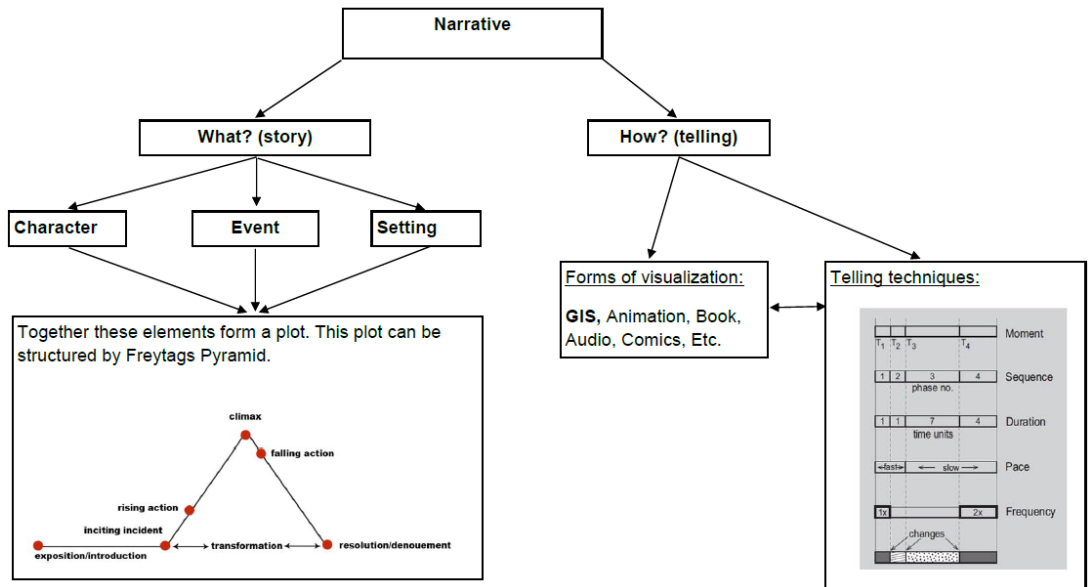 Narrative
What? (story)
How? (telling)
Character
Event
Setting
Together these elements form a plot. This plot can be
structured by Freytags Pyramid.
climax
falling action
rising action
inciting incident
transformation
resolution/denouement
exposition/introduction
Forms of visualization:
GIS, Animation, Book,
Audio, Comics, Etc.
Telling techniques:
Moment
T1 T2 T3 T4
1 2 3 4 Sequence
phase no.
1 1 7 4 Duration
time units
fast slow Pace
1x 2x Frequency
changes